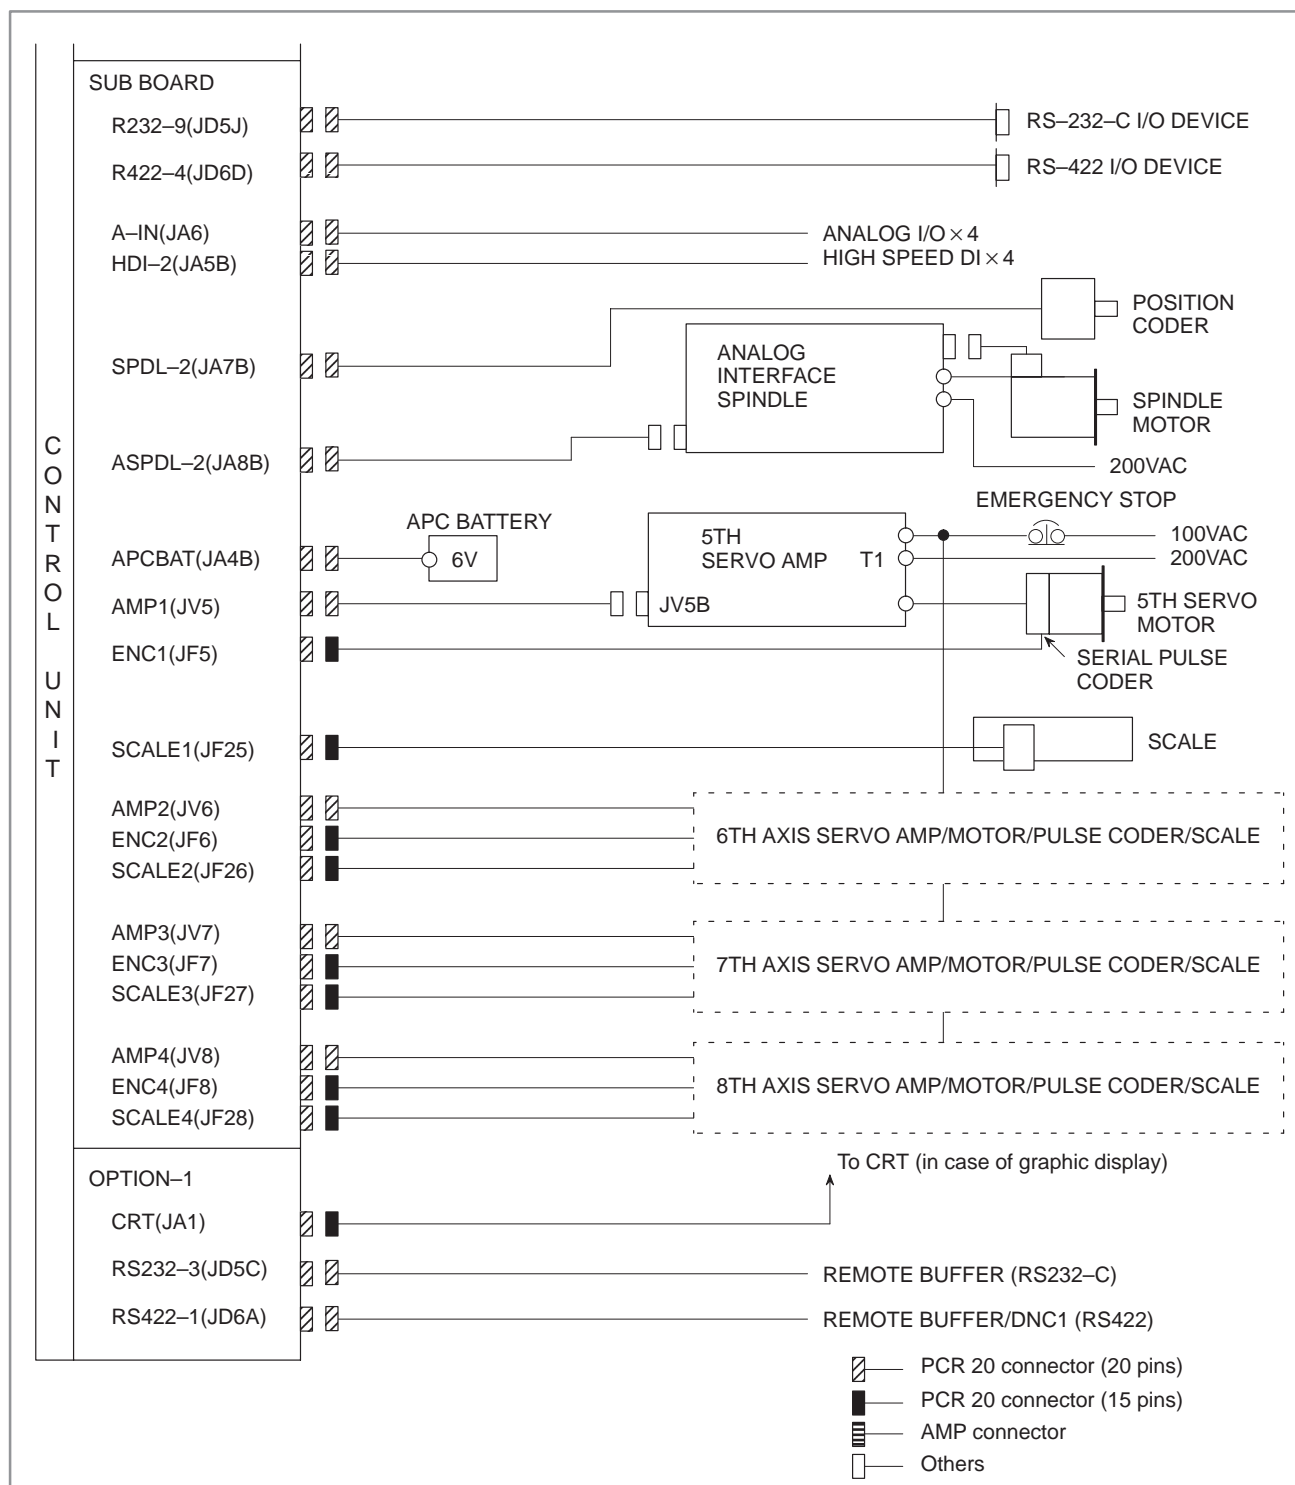 SUB BOARD
R232–9(JD5J)
RS–232–C I/O DEVICE
R422–4(JD6D)
RS–422 I/O DEVICE
A–IN(JA6)
ANALOG I/O × 4
HDI–2(JA5B)
HIGH SPEED DI × 4
POSITION
CODER
SPDL–2(JA7B)
ANALOG
INTERFACE
SPINDLE
SPINDLE
MOTOR
ASPDL–2(JA8B)
200VAC
CONTROL UNIT
EMERGENCY STOP
APC BATTERY
6V
APCBAT(JA4B)
5TH
SERVO AMP
T1
100VAC
200VAC
AMP1(JV5)
JV5B
5TH SERVO
MOTOR
ENC1(JF5)
SERIAL PULSE
CODER
SCALE1(JF25)
SCALE
AMP2(JV6)
ENC2(JF6)
6TH AXIS SERVO AMP/MOTOR/PULSE CODER/SCALE
SCALE2(JF26)
AMP3(JV7)
ENC3(JF7)
7TH AXIS SERVO AMP/MOTOR/PULSE CODER/SCALE
SCALE3(JF27)
AMP4(JV8)
ENC4(JF8)
8TH AXIS SERVO AMP/MOTOR/PULSE CODER/SCALE
SCALE4(JF28)
To CRT (in case of graphic display)
OPTION–1
CRT(JA1)
RS232–3(JD5C)
REMOTE BUFFER (RS232–C)
RS422–1(JD6A)
REMOTE BUFFER/DNC1 (RS422)
PCR 20 connector (20 pins)
PCR 20 connector (15 pins)
AMP connector
Others